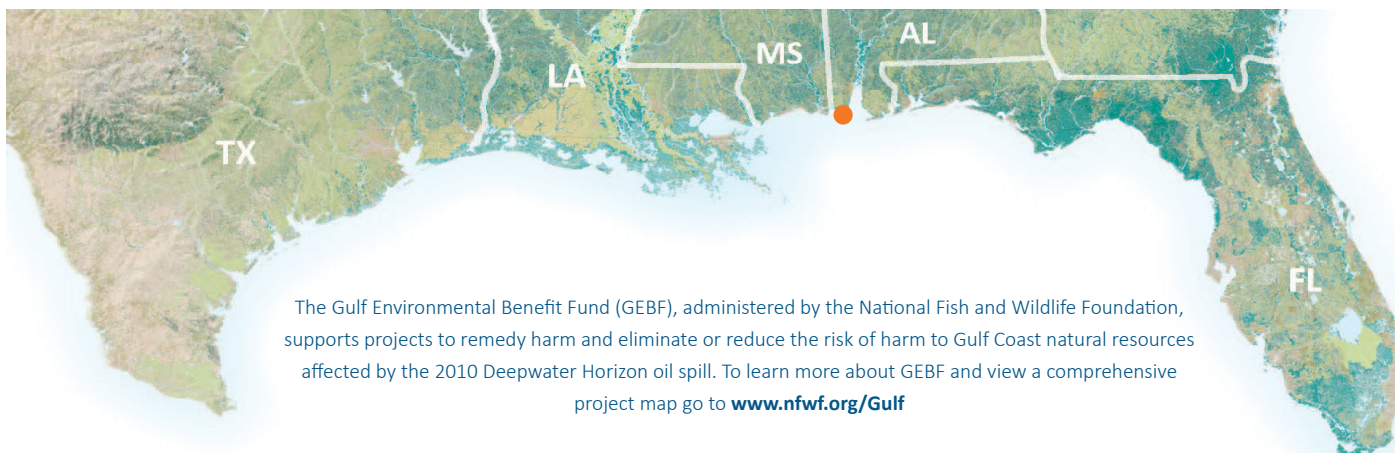 AL
MS
LA
TX
FL
The Gulf Environmental Benefit Fund (GEBF), administered by the National Fish and Wildlife Foundation,
supports projects to remedy harm and eliminate or reduce the risk of harm to Gulf Coast natural resources
affected by the 2010 Deepwater Horizon oil spill. To learn more about GEBF and view a comprehensive
project map go to www.nfwf.org/Gulf